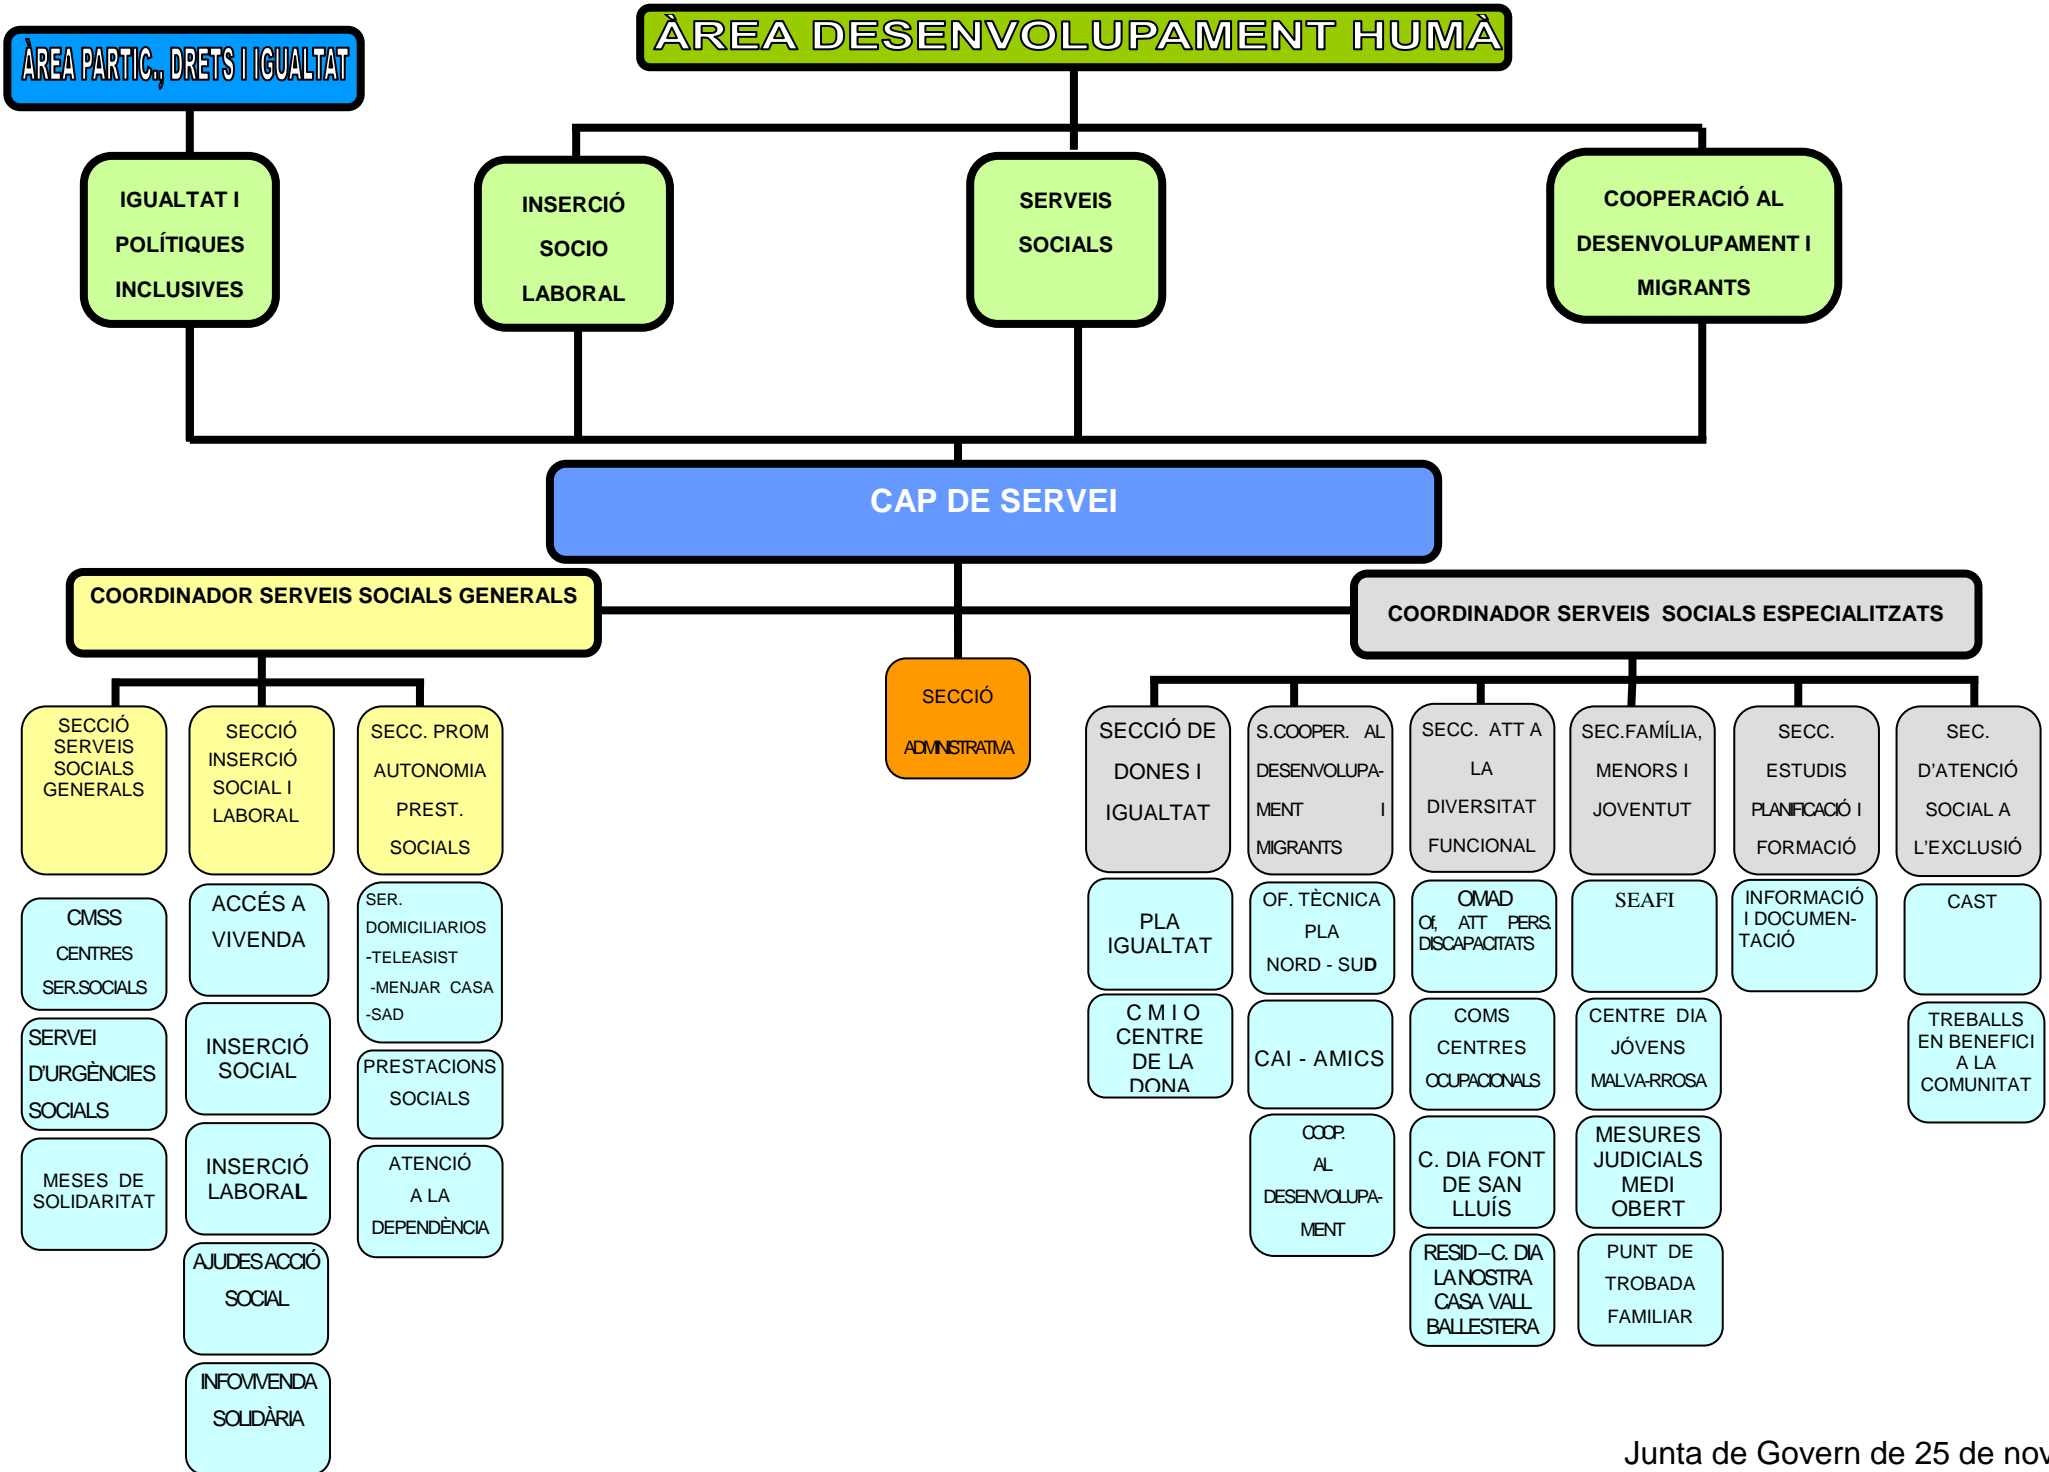 ÀREA DESENVOLUPAMENT HUMÀ
ÀREA PARTIC., DRETS I IGUALTAT
IGUALTAT I
POLÍTIQUES
INCLUSIVES
INSERCIÓ
SOCIO
LABORAL
SERVEIS
SOCIALS
COOPERACIÓ AL
DESENVOLUPAMENT I
MIGRANTS
CAP DE SERVEI
COORDINADOR SERVEIS SOCIALS GENERALS
COORDINADOR SERVEIS SOCIALS ESPECIALITZATS
SECCIÓ
ADMINISTRATIVA
SECCIÓ
SERVEIS
SOCIALS
GENERALS
CMSS
CENTRES
SER.SOCIALS
SERVEI
D'URGÈNCIES
SOCIALS
MESES DE
SOLIDARITAT
SECCIÓ
INSERCIÓ
SOCIAL I
LABORAL
ACCÉS A
VIVENDA
INSERCIÓ
SOCIAL
INSERCIÓ
LABORAL
AJUDES ACCIÓ
SOCIAL
INFOVIVENDA
SOLIDÀRIA
SECC. PROM
AUTONOMIA
PREST.
SOCIALS
SER.
DOMICILIARIOS
-TELEASIST
-MENJAR CASA
-SAD
PRESTACIONS
SOCIALS
ATENCIÓ
A LA
DEPENDÈNCIA
SECCIÓ DE
DONES I
IGUALTAT
PLA
IGUALTAT
C M I O
CENTRE
DE LA
DONA
S.COOPER. AL
DESENVOLUPA-
MENT I
MIGRANTS
OF. TÈCNICA
PLA
NORD - SUD
CAI - AMICS
COOP.
AL
DESENVOLUPA-
MENT
SECC. ATT A
LA
DIVERSITAT
FUNCIONAL
OMAD
Of, ATT PERS.
DISCAPACITATS
COMS
CENTRES
OCUPACIONALS
C. DIA FONT
DE SAN
LLUÍS
RESID–C. DIA
LA NOSTRA
CASA VALL
BALLESTERA
SEC.FAMÍLIA,
MENORS I
JOVENTUT
SEAFI
CENTRE DIA
JÓVENS
MALVA-RROSA
MESURES
JUDICIALS
MEDI
OBERT
PUNT DE
TROBADA
FAMILIAR
SECC.
ESTUDIS
PLANIFICACIÓ I
FORMACIÓ
INFORMACIÓ
I DOCUMEN-
TACIÓ
SEC.
D'ATENCIÓ
SOCIAL A
L'EXCLUSIÓ
CAST
TREBALLS
EN BENEFICI
A LA
COMUNITAT
Junta de Govern de 25 de nov